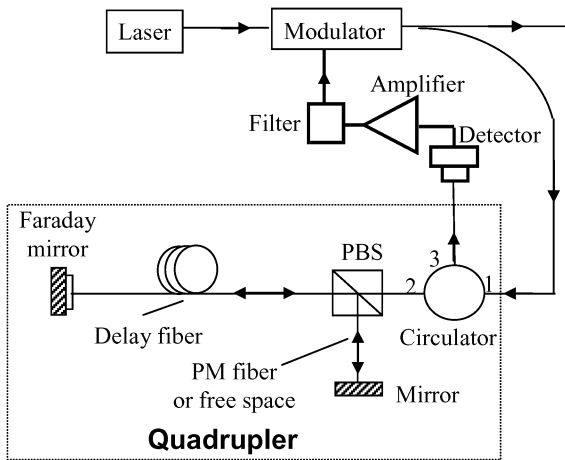 Laser
Modulator
Amplifier
Filter
Detector
Faraday
mirror
PBS
3
2
1
Delay fiber
Circulator
PM fiber
or free space
Mirror
Quadrupler